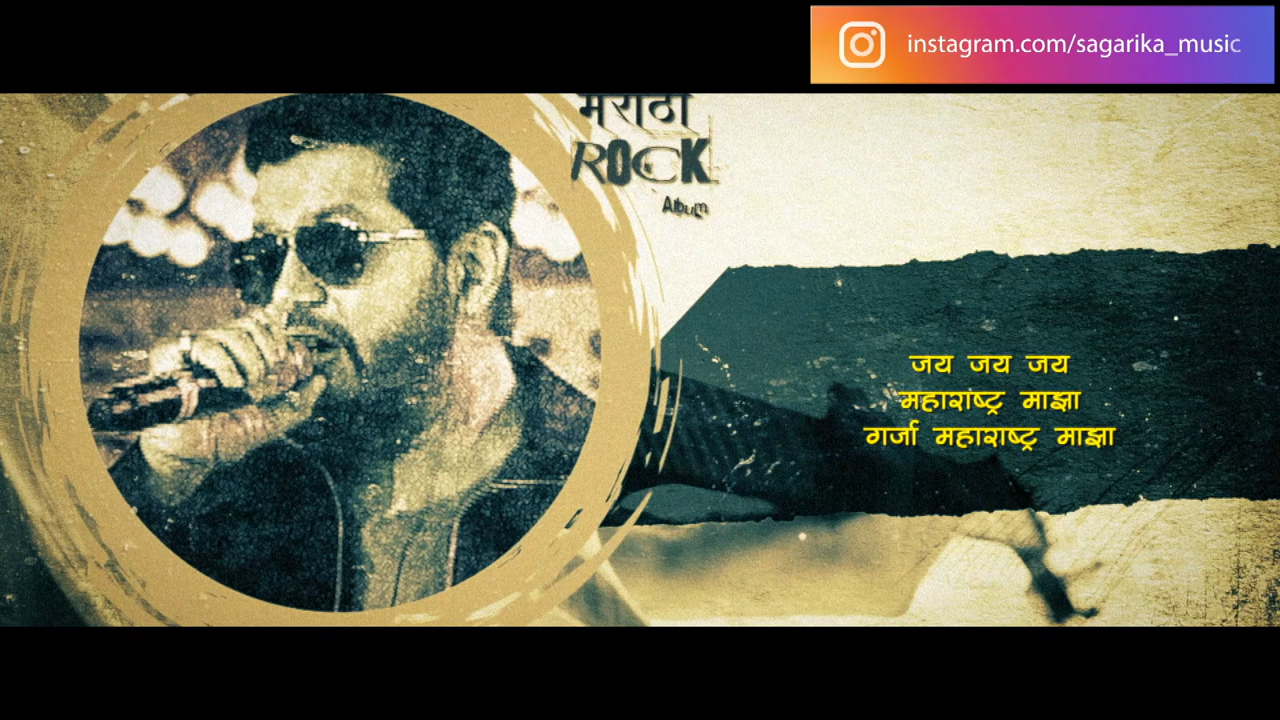 instagram.com/sagarika_music
मराठी
ROCK
Album
जय जय जय
महाराष्ट्र माझा
गर्जा महाराष्ट्र माझा